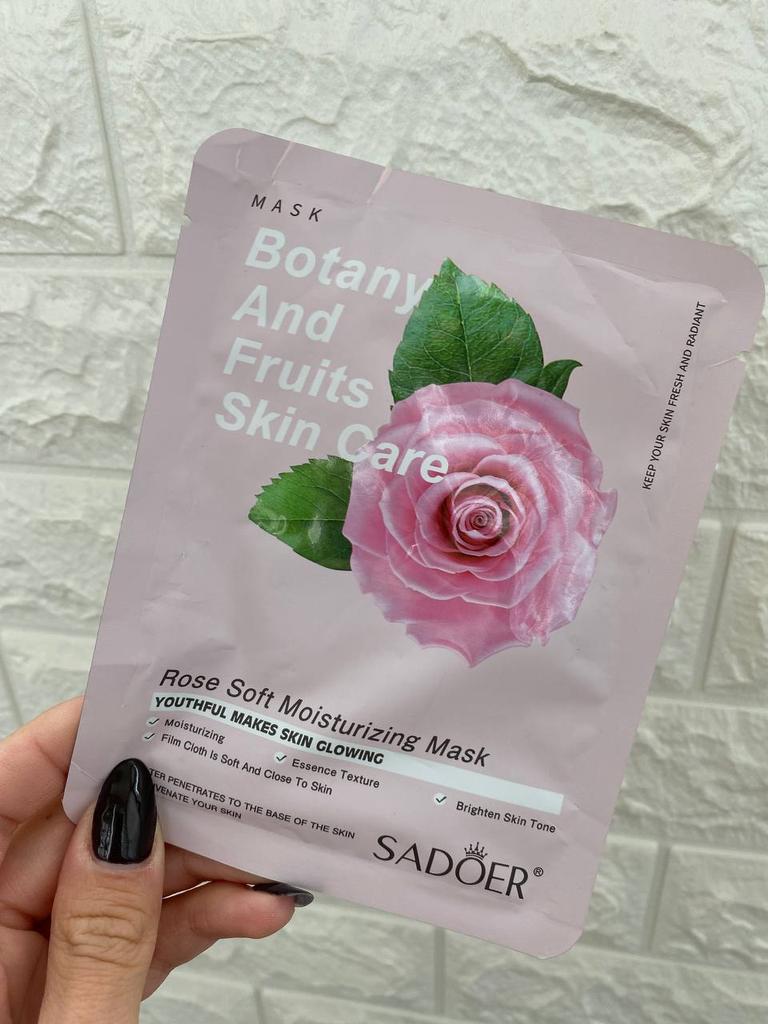 MASK
Botany
And
Fruits
Skin Care
KEEP YOUR SKIN FRESH AND RADIANT
Rose Soft Moisturizing Mask
YOUTHFUL MAKES SKIN GLOWING
Moisturizing
Essence Texture
Brighten Skin Tone
Film Cloth Is Soft And Close To Skin
PENETRATES TO THE BASE OF THE SKIN
YOUR SKIN
SADOER®